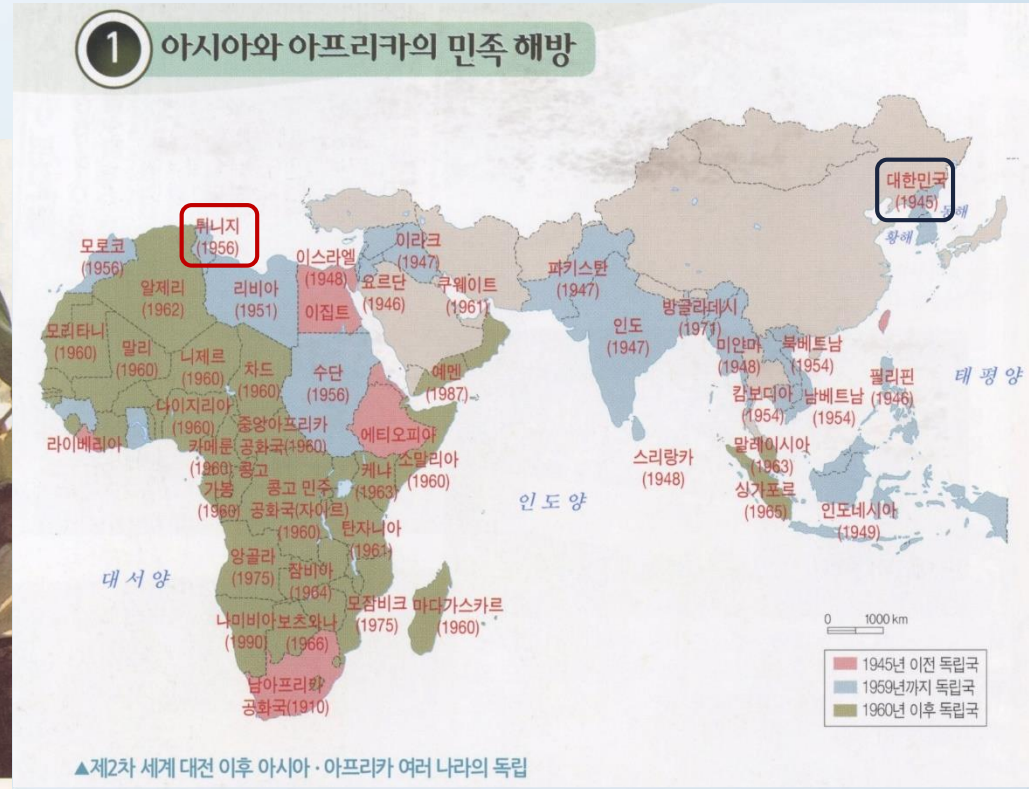 1 아시아와 아프리카의 민족 해방
대한민국
(1945)
동해
황해
튀니지
(1956)
모로코
(1956)
이스라엘
(1948)
이라크
(1947)
알제리
(1962)
리비아
(1951)
이집트
요르단
(1946)
쿠웨이트
(1961)
파키스탄
(1947)
인도
(1947)
방글라데시
(1971)
미얀마
(1948)
북베트남
(1954)
모리타니
(1960)
말리
(1960)
니제르
(1960)
차드
(1960)
수단
(1956)
예멘
(1987)
캄보디아
(1954)
남베트남
(1954)
필리핀
(1946)
태평양
나이지리아
(1960)
중앙아프리카
공화국(1960)
라이베리아
카메룬
(1960)
콩고
에티오피아
소말리아
(1960)
케냐
(1963)
가봉
(1960)
콩고 민주
공화국(자이르)
(1960)
탄자니아
(1961)
스리랑카
(1948)
말레이시아
(1963)
싱가포르
(1965)
인도네시아
(1949)
인도양
대서양
앙골라
(1975)
잠비아
(1964)
모잠비크
(1975)
마다가스카르
(1960)
나미비아
(1990)
보츠와나
(1966)
남아프리카
공화국(1910)
0 1000 km
1945년 이전 독립국
1959년까지 독립국
1960년 이후 독립국
▲제2차 세계 대전 이후 아시아 · 아프리카 여러 나라의 독립